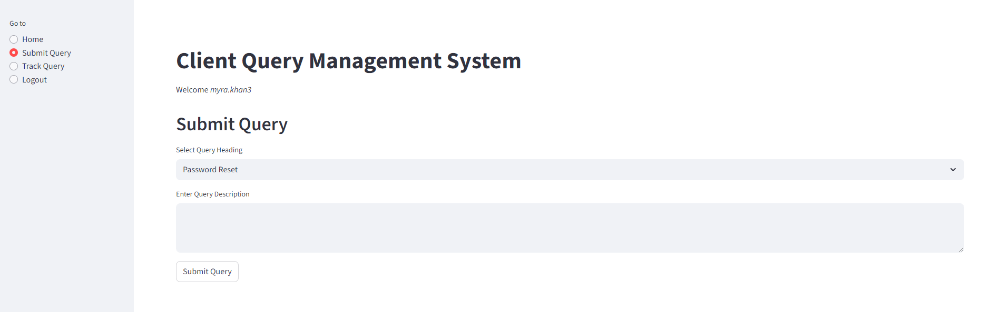 Go to
Home
Submit Query
Track Query
Logout
Client Query Management System
Welcome myra.khan3
Submit Query
Select Query Heading
Password Reset
Enter Query Description
Submit Query